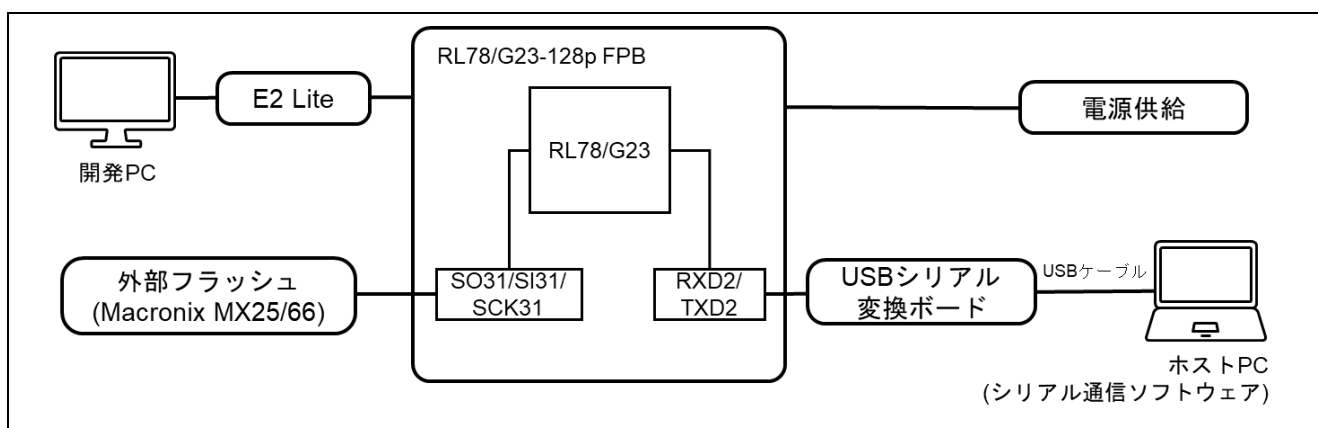 RL78/G23-128p FPB
E2 Lite
開発PC
RL78/G23
電源供給
外部フラッシュ
(Macronix MX25/66)
SO31/SI31/
SCK31
RXD2/
TXD2
USBシリアル
変換ボード
USBケーブル
ホストPC
(シリアル通信ソフトウェア)